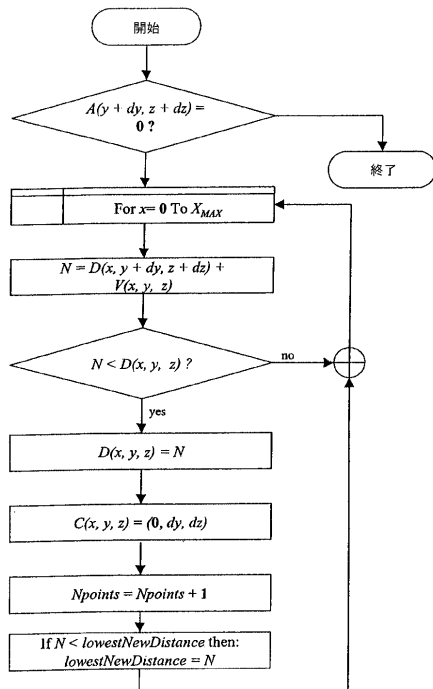 開始
A(y + dy, z + dz) =
0 ?
終了
For x= 0 To X_MAX
N = D(x, y + dy, z + dz) +
V(x, y, z)
N < D(x, y, z) ?
no
yes
D(x, y, z) = N
C(x, y, z) = (0, dy, dz)
Npoints = Npoints + 1
If N < lowestNewDistance then:
lowestNewDistance = N